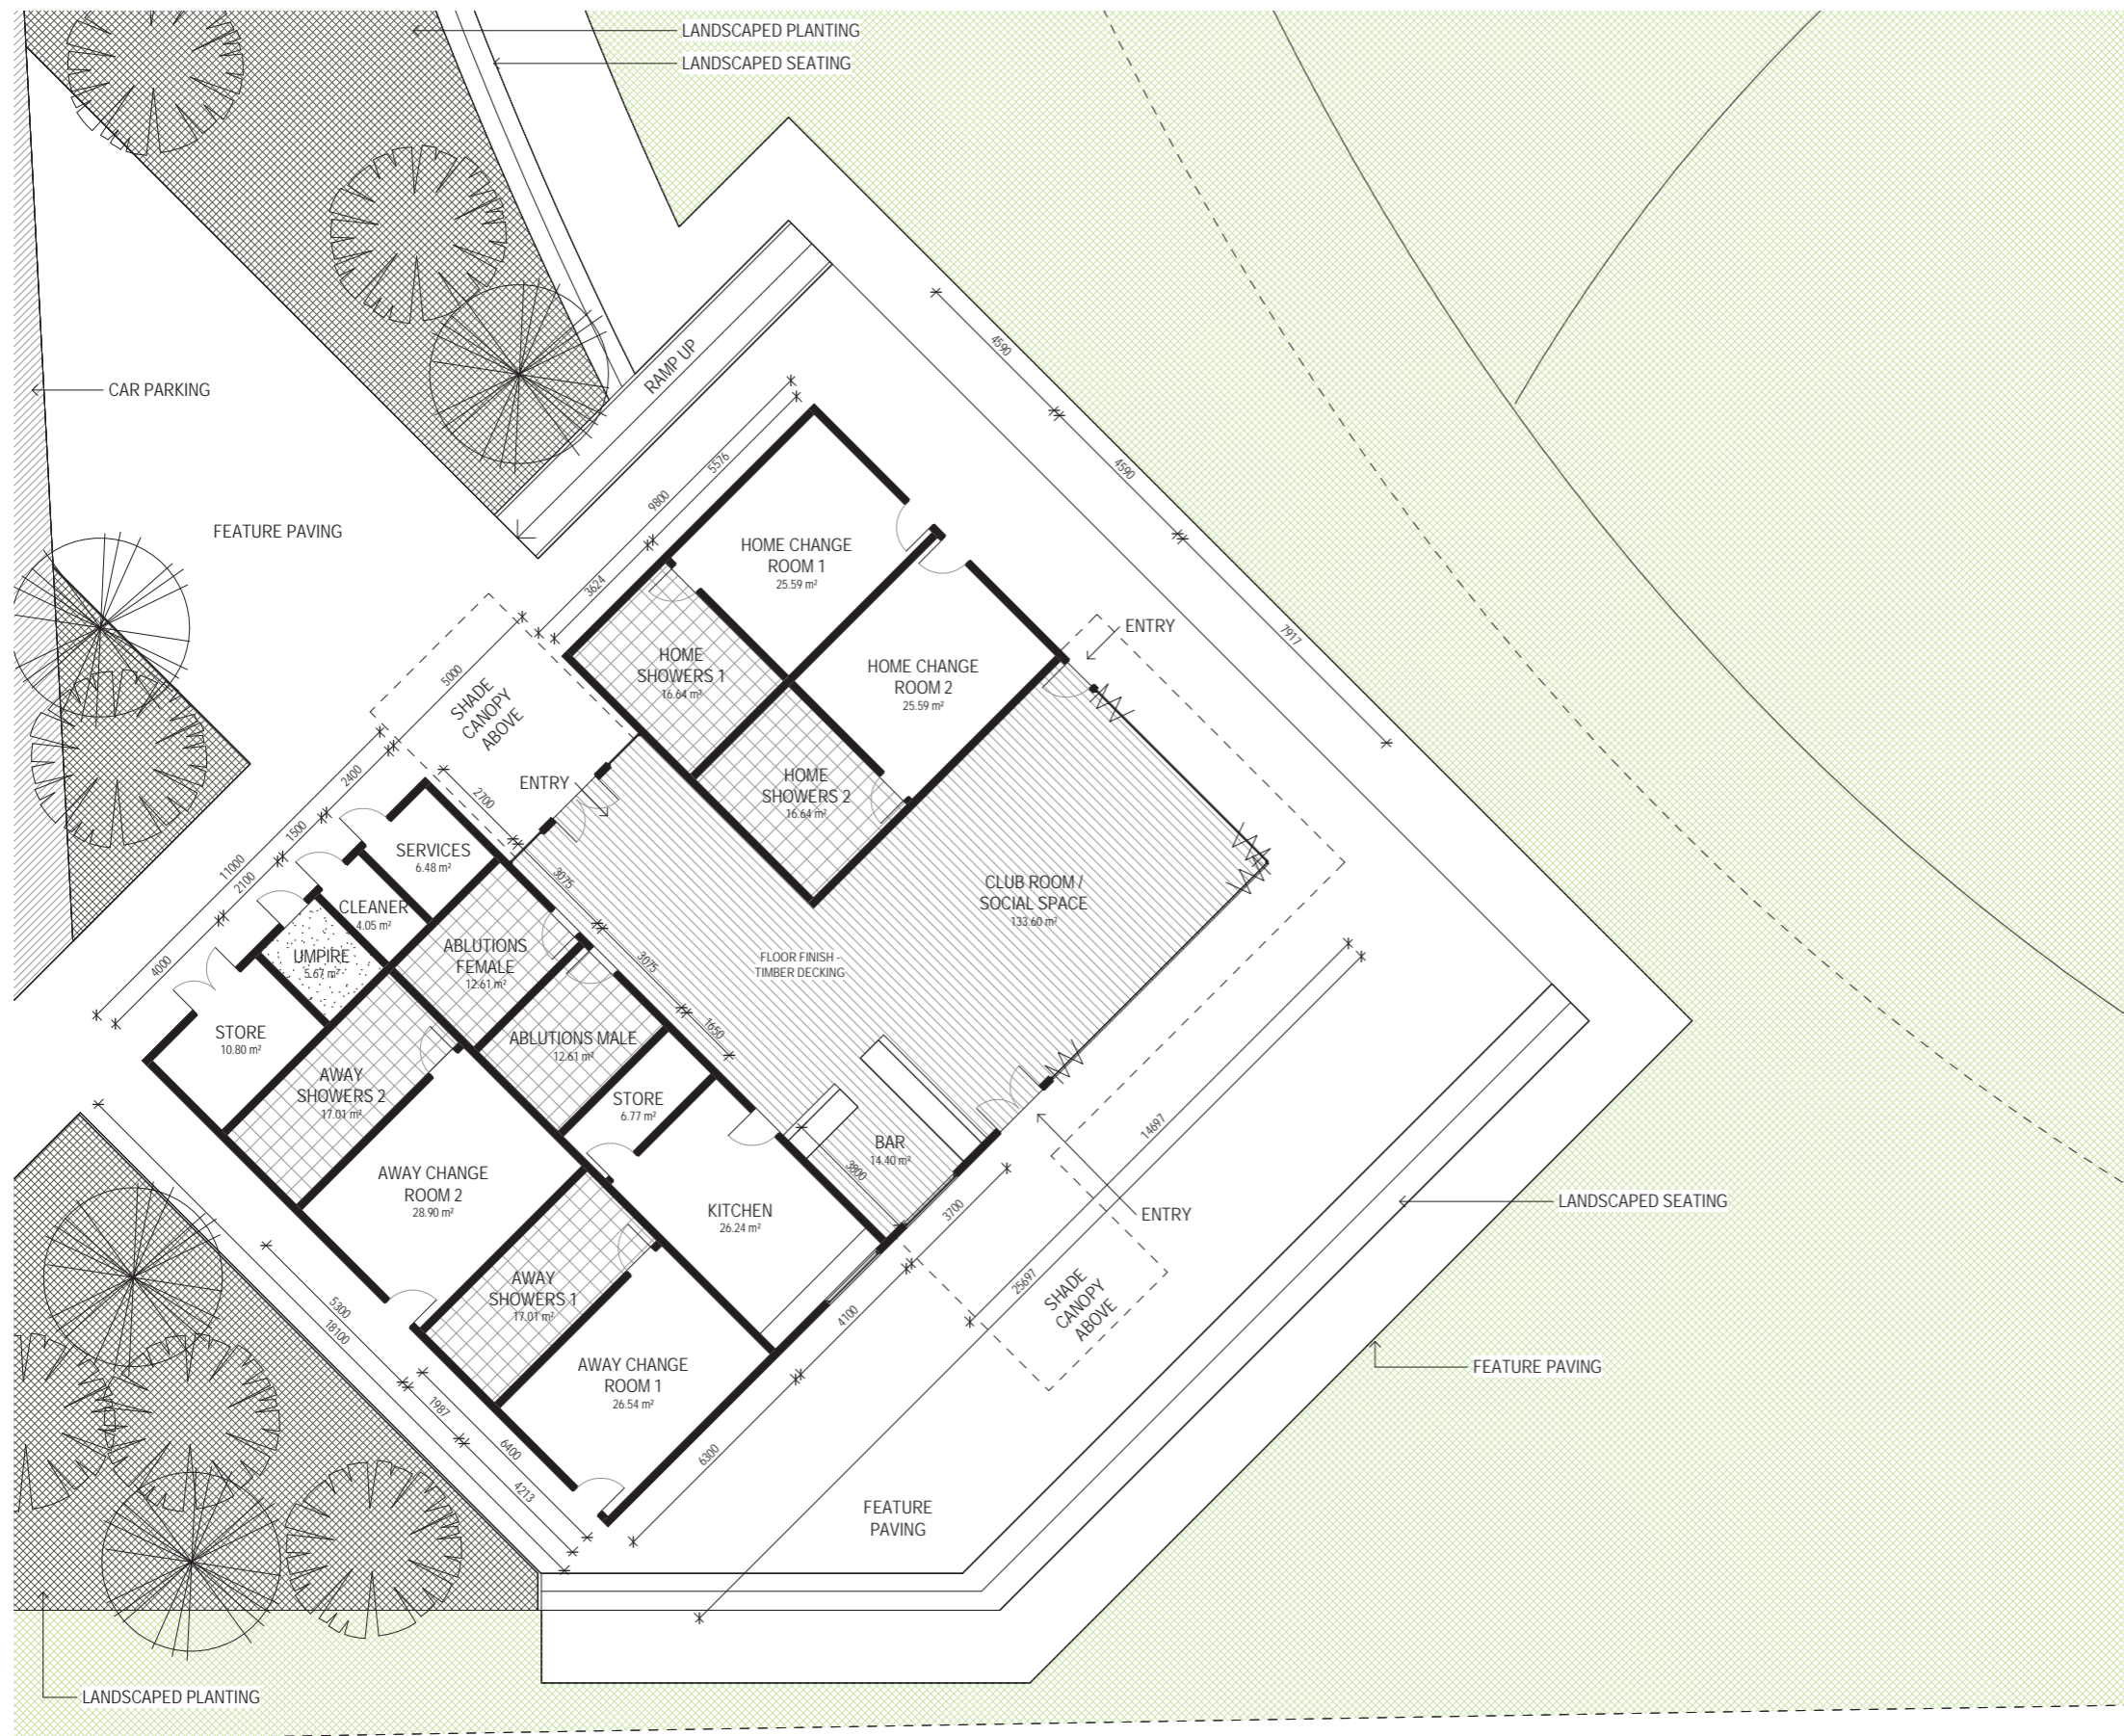 LANDSCAPED PLANTING
LANDSCAPED SEATING
CAR PARKING
FEATURE PAVING
RAMP UP
4590
4590
7917
5576
9800
3624
HOME CHANGE
ROOM 1
25.59 m²
HOME
SHOWERS 1
16.64 m²
HOME CHANGE
ROOM 2
25.59 m²
ENTRY
HOME
SHOWERS 2
16.64 m²
5000
SHADE
CANOPY
ABOVE
ENTRY
2700
2400
1500
11000
2100
4000
SERVICES
6.48 m²
CLEANER
4.05 m²
UMPIRE
5.67 m²
STORE
10.80 m²
3075
3075
1650
ABLUTIONS
FEMALE
12.61 m²
ABLUTIONS MALE
12.61 m²
CLUB ROOM /
SOCIAL SPACE
133.60 m²
FLOOR FINISH -
TIMBER DECKING
AWAY
SHOWERS 2
17.01 m²
STORE
6.77 m²
BAR
14.40 m²
3800
AWAY CHANGE
ROOM 2
28.90 m²
KITCHEN
26.24 m²
3700
14697
ENTRY
LANDSCAPED SEATING
AWAY
SHOWERS 1
17.01 m²
4100
25697
SHADE
CANOPY
ABOVE
5300
18100
AWAY CHANGE
ROOM 1
26.54 m²
FEATURE PAVING
1987
6400
4213
6300
FEATURE
PAVING
LANDSCAPED PLANTING